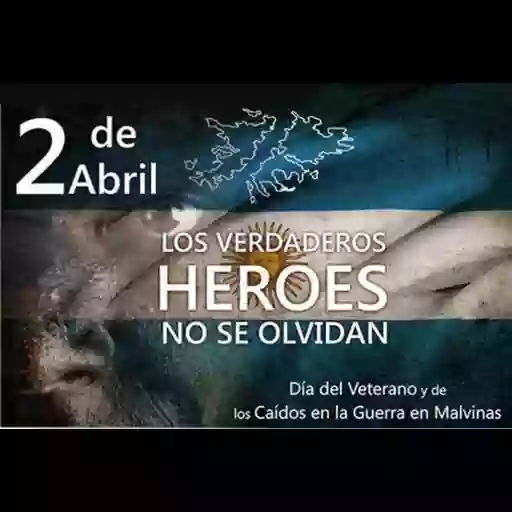 2 de
Abril
LOS VERDADEROS
HEROES
NO SE OLVIDAN
Día del Veterano y de
los Caídos en la Guerra en Malvinas